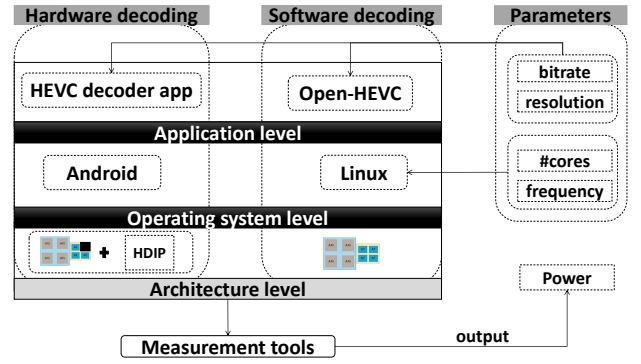 Hardware decoding
Software decoding
Parameters
HEVC decoder app
Open-HEVC
bitrate
resolution
Application level
Android
Linux
#cores
frequency
Operating system level
+
HDIP
Architecture level
Power
Measurement tools
output